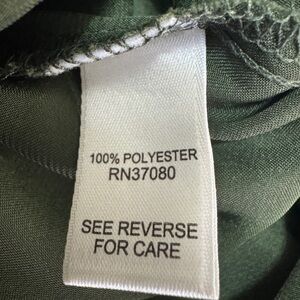 100% POLYESTER
RN37080
SEE REVERSE
FOR CARE